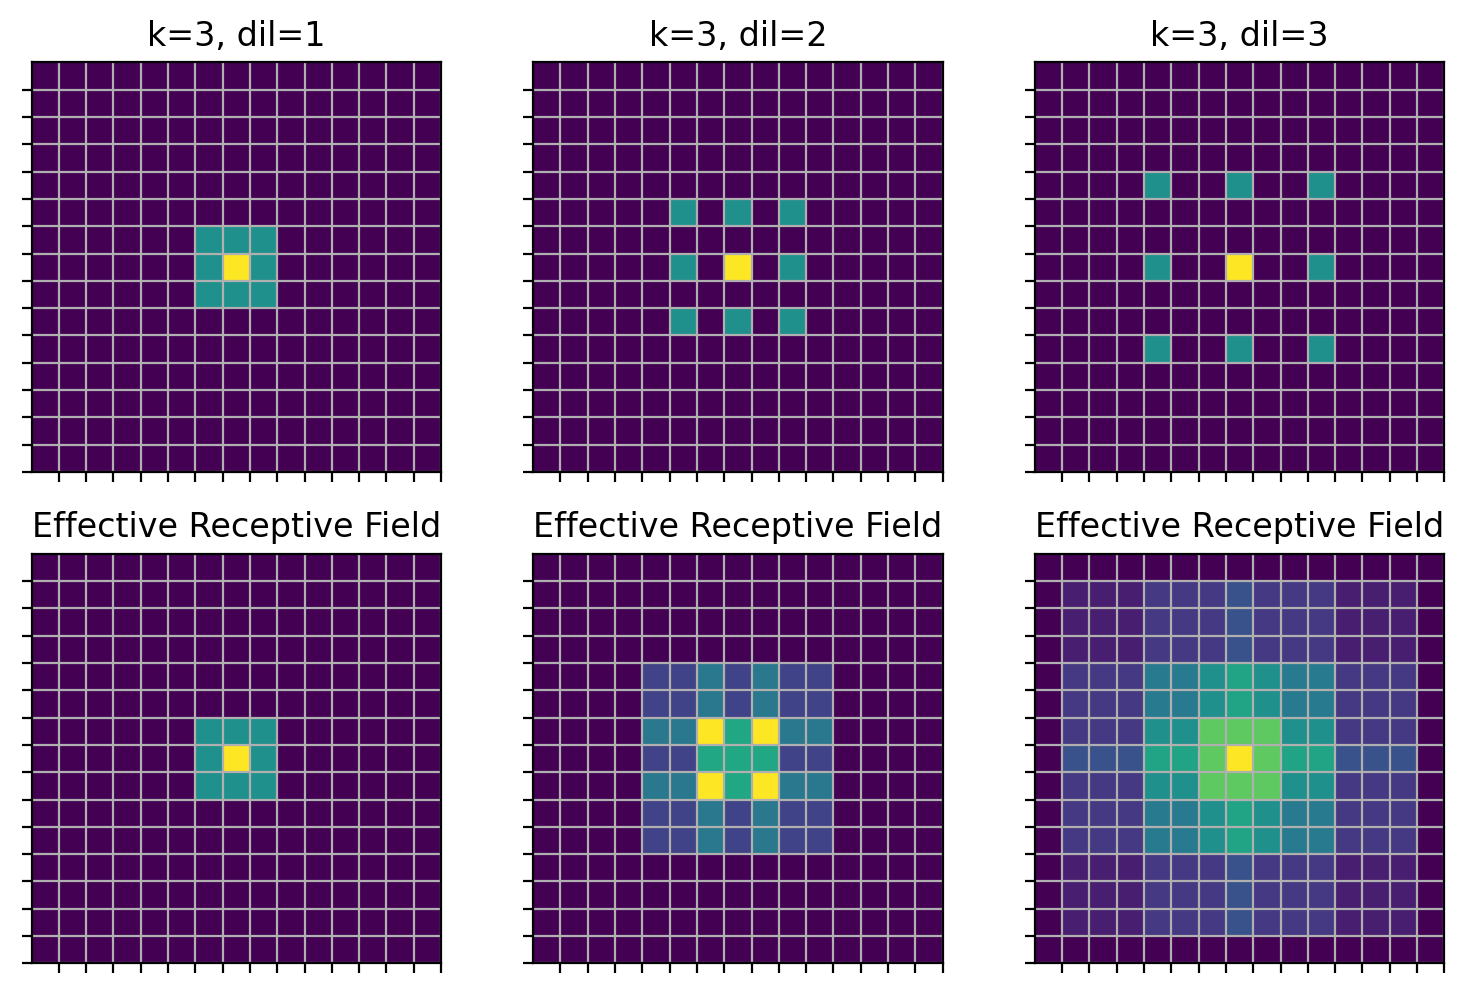 k=3, dil=1
k=3, dil=2
k=3, dil=3
Effective Receptive Field
Effective Receptive Field
Effective Receptive Field